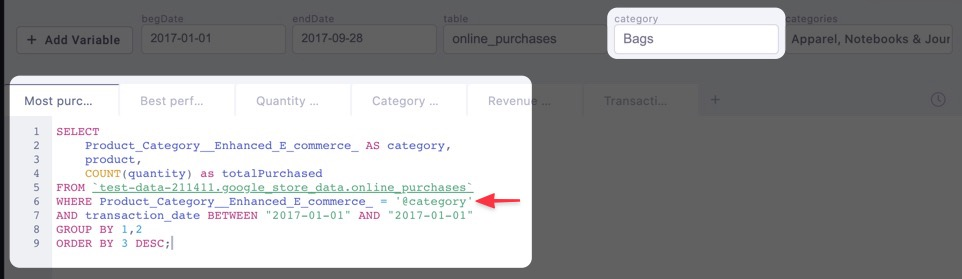 begDate endDate table category categories
+ Add Variable 2017-01-01 2017-09-28 online_purchases Bags Apparel, Notebooks & Jour
Most purc... Best perf... Quantity ... Category ... Revenue ... Transacti... +
1 SELECT
2 Product_Category__Enhanced_E_commerce_ AS category,
3 product,
4 COUNT(quantity) as totalPurchased
5 FROM `test-data-211411.google_store_data.online_purchases`
6 WHERE Product_Category__Enhanced_E_commerce_ = '@category'
7 AND transaction_date BETWEEN "2017-01-01" AND "2017-01-01"
8 GROUP BY 1,2
9 ORDER BY 3 DESC;